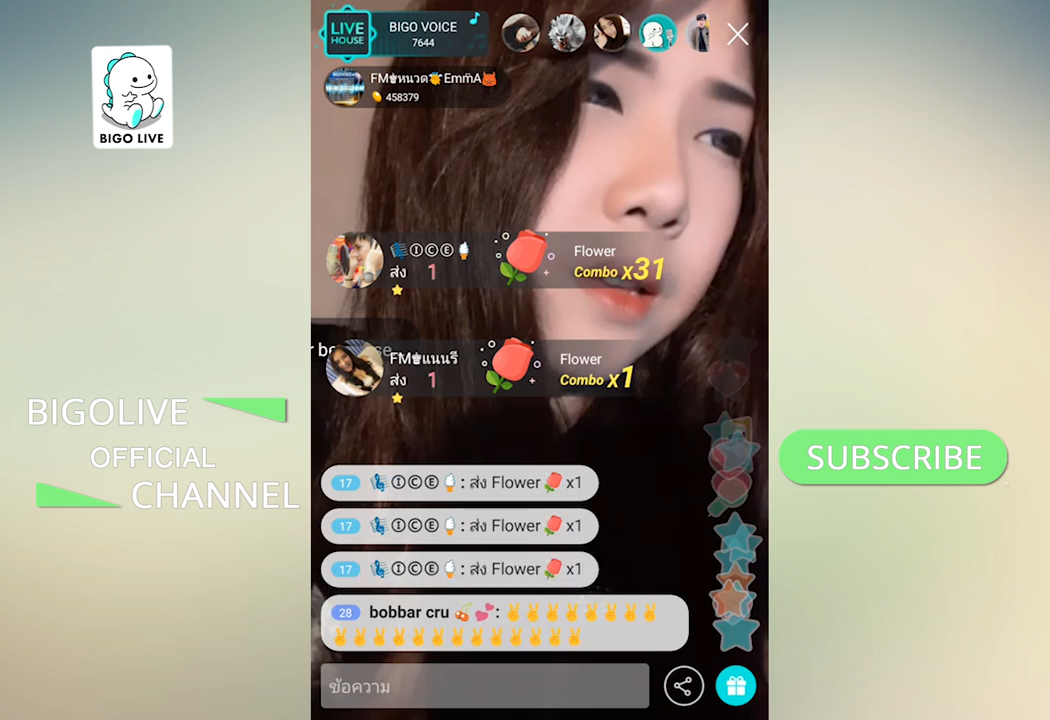 LIVE
HOUSE
BIGO VOICE
7644
FM♚หนวด🐝Emm̈A👹
458379
BIGO LIVE
ⒾⒸⒺ🍦
ส่ง 1
Flower
Combo x31
FM♚แนนรี
ส่ง 1
Flower
Combo x1
BIGOLIVE
OFFICIAL
CHANNEL
SUBSCRIBE
17 🎼ⒾⒸⒺ🍦: ส่ง Flower🌹x1
17 🎼ⒾⒸⒺ🍦: ส่ง Flower🌹x1
17 🎼ⒾⒸⒺ🍦: ส่ง Flower🌹x1
28 bobbar cru 🍒💕: ✌✌✌✌✌✌✌✌
✌✌✌✌✌✌✌✌✌✌✌✌✌
ข้อความ